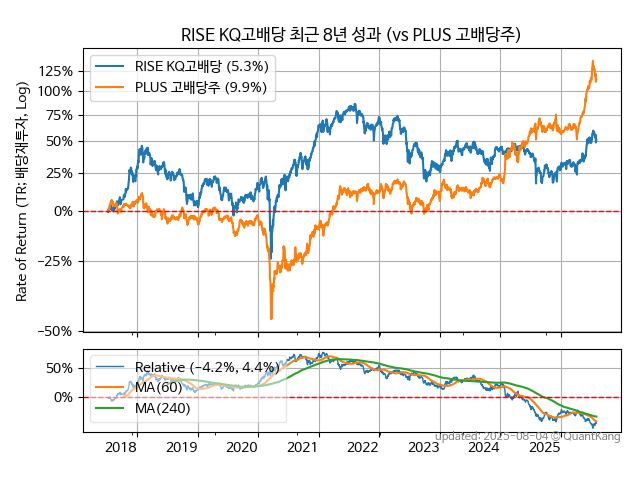 RISE KQ고배당 최근 8년 성과 (vs PLUS 고배당주)
Rate of Return (TR: 배당재투자, Log)
125%
100%
75%
50%
25%
0%
−25%
−50%
RISE KQ고배당 (5.3%)
PLUS 고배당주 (9.9%)
50%
0%
Relative (−4.2%, 4.4%)
MA(60)
MA(240)
updated: 2025-08-04 © QuantKang
2018 2019 2020 2021 2022 2023 2024 2025